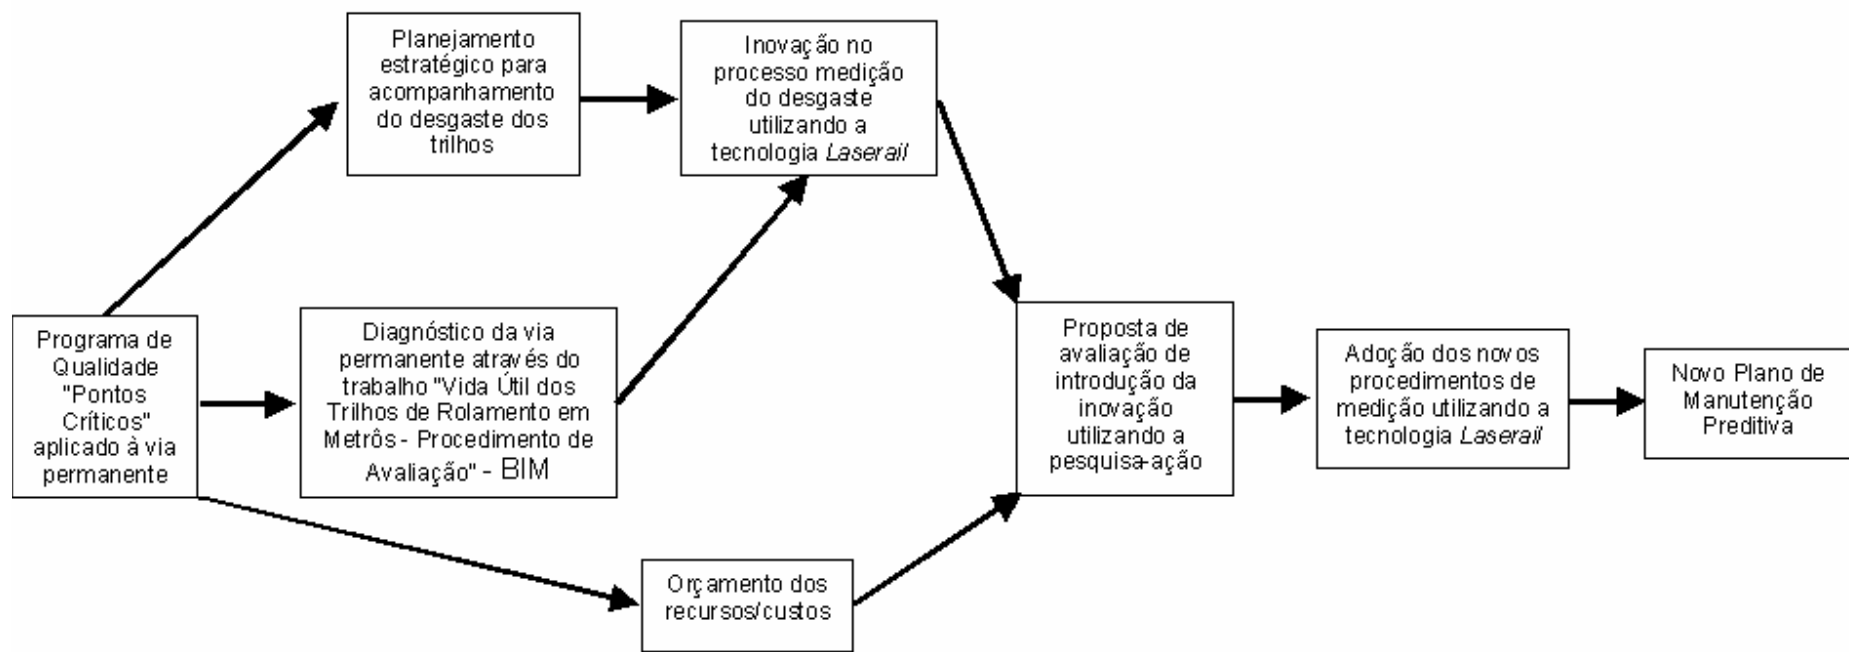 Planejamento
estratégico para
acompanhamento
do desgaste dos
trilhos
Inovação no
processo medição
do desgaste
utilizando a
tecnologia Laserail
Programa de
Qualidade
"Pontos
Críticos"
aplicado à via
permanente
Diagnóstico da via
permanente através do
trabalho "Vida Útil dos
Trilhos de Rolamento em
Metrôs - Procedimento de
Avaliação" - BIM
Orçamento dos
recursos/custos
Proposta de
avaliação de
introdução da
inovação
utilizando a
pesquisa-ação
Adoção dos novos
procedimentos de
medição utilizando a
tecnologia Laserail
Novo Plano de
Manutenção
Preditiva